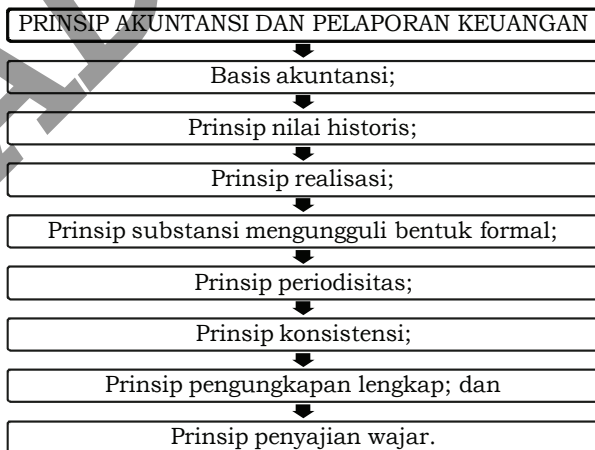 PRINSIP AKUNTANSI DAN PELAPORAN KEUANGAN
Basis akuntansi;
Prinsip nilai historis;
Prinsip realisasi;
Prinsip substansi mengungguli bentuk formal;
Prinsip periodisitas;
Prinsip konsistensi;
Prinsip pengungkapan lengkap; dan
Prinsip penyajian wajar.